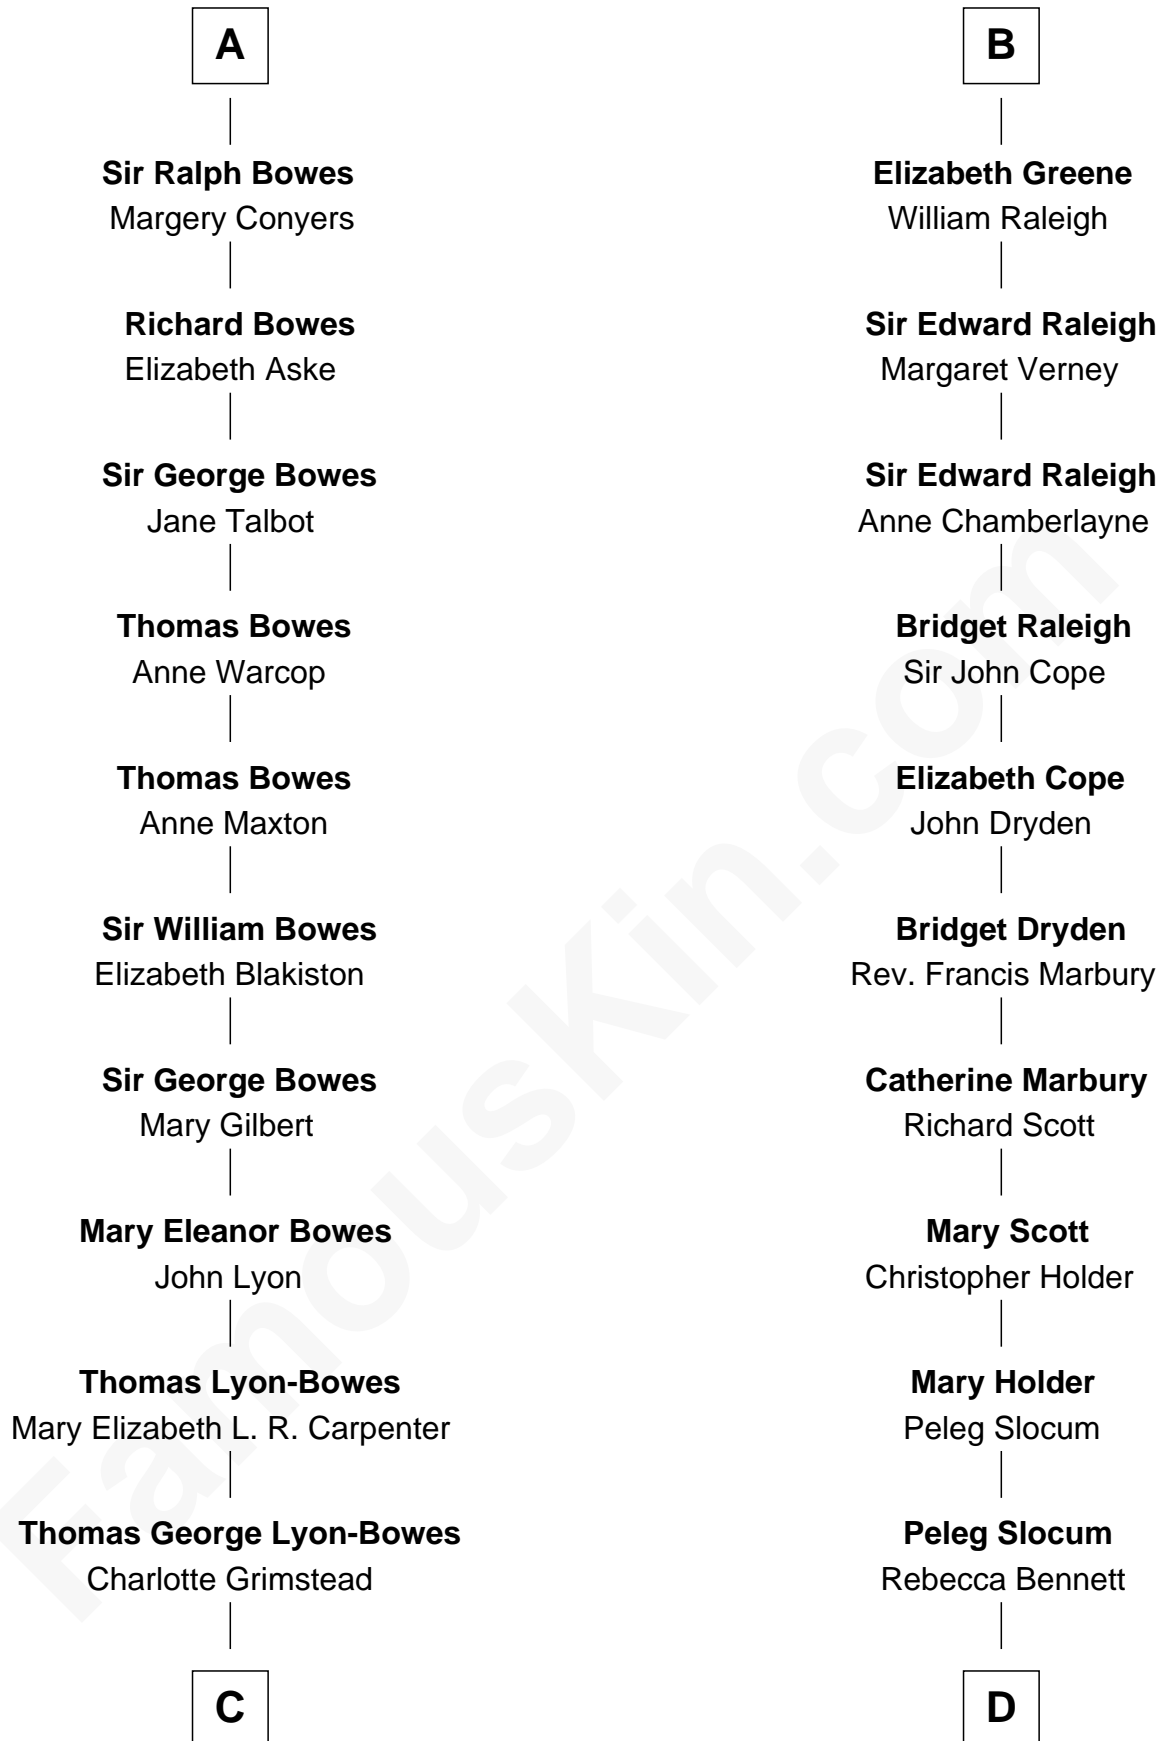 A
Sir Ralph Bowes
Margery Conyers
Richard Bowes
Elizabeth Aske
Sir George Bowes
Jane Talbot
Thomas Bowes
Anne Warcop
Thomas Bowes
Anne Maxton
Sir William Bowes
Elizabeth Blakiston
Sir George Bowes
Mary Gilbert
Mary Eleanor Bowes
John Lyon
Thomas Lyon-Bowes
Mary Elizabeth L. R. Carpenter
Thomas George Lyon-Bowes
Charlotte Grimstead
C
B
Elizabeth Greene
William Raleigh
Sir Edward Raleigh
Margaret Verney
Sir Edward Raleigh
Anne Chamberlayne
Bridget Raleigh
Sir John Cope
Elizabeth Cope
John Dryden
Bridget Dryden
Rev. Francis Marbury
Catherine Marbury
Richard Scott
Mary Scott
Christopher Holder
Mary Holder
Peleg Slocum
Peleg Slocum
Rebecca Bennett
D
FamousKin.com